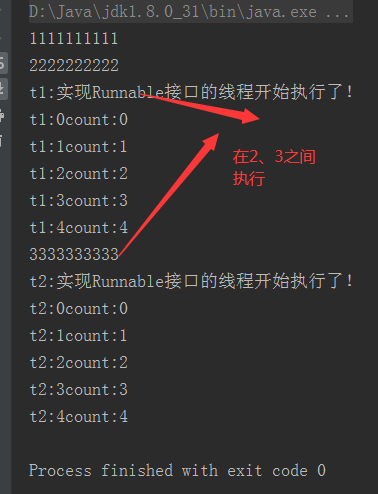 D:\Java\jdk1.8.0_31\bin\java.exe ...
1111111111
2222222222
t1:实现Runnable接口的线程开始执行了!
t1:0count:0
t1:1count:1
t1:2count:2
t1:3count:3
t1:4count:4
3333333333
在2、3之间
执行
t2:实现Runnable接口的线程开始执行了!
t2:0count:0
t2:1count:1
t2:2count:2
t2:3count:3
t2:4count:4
Process finished with exit code 0